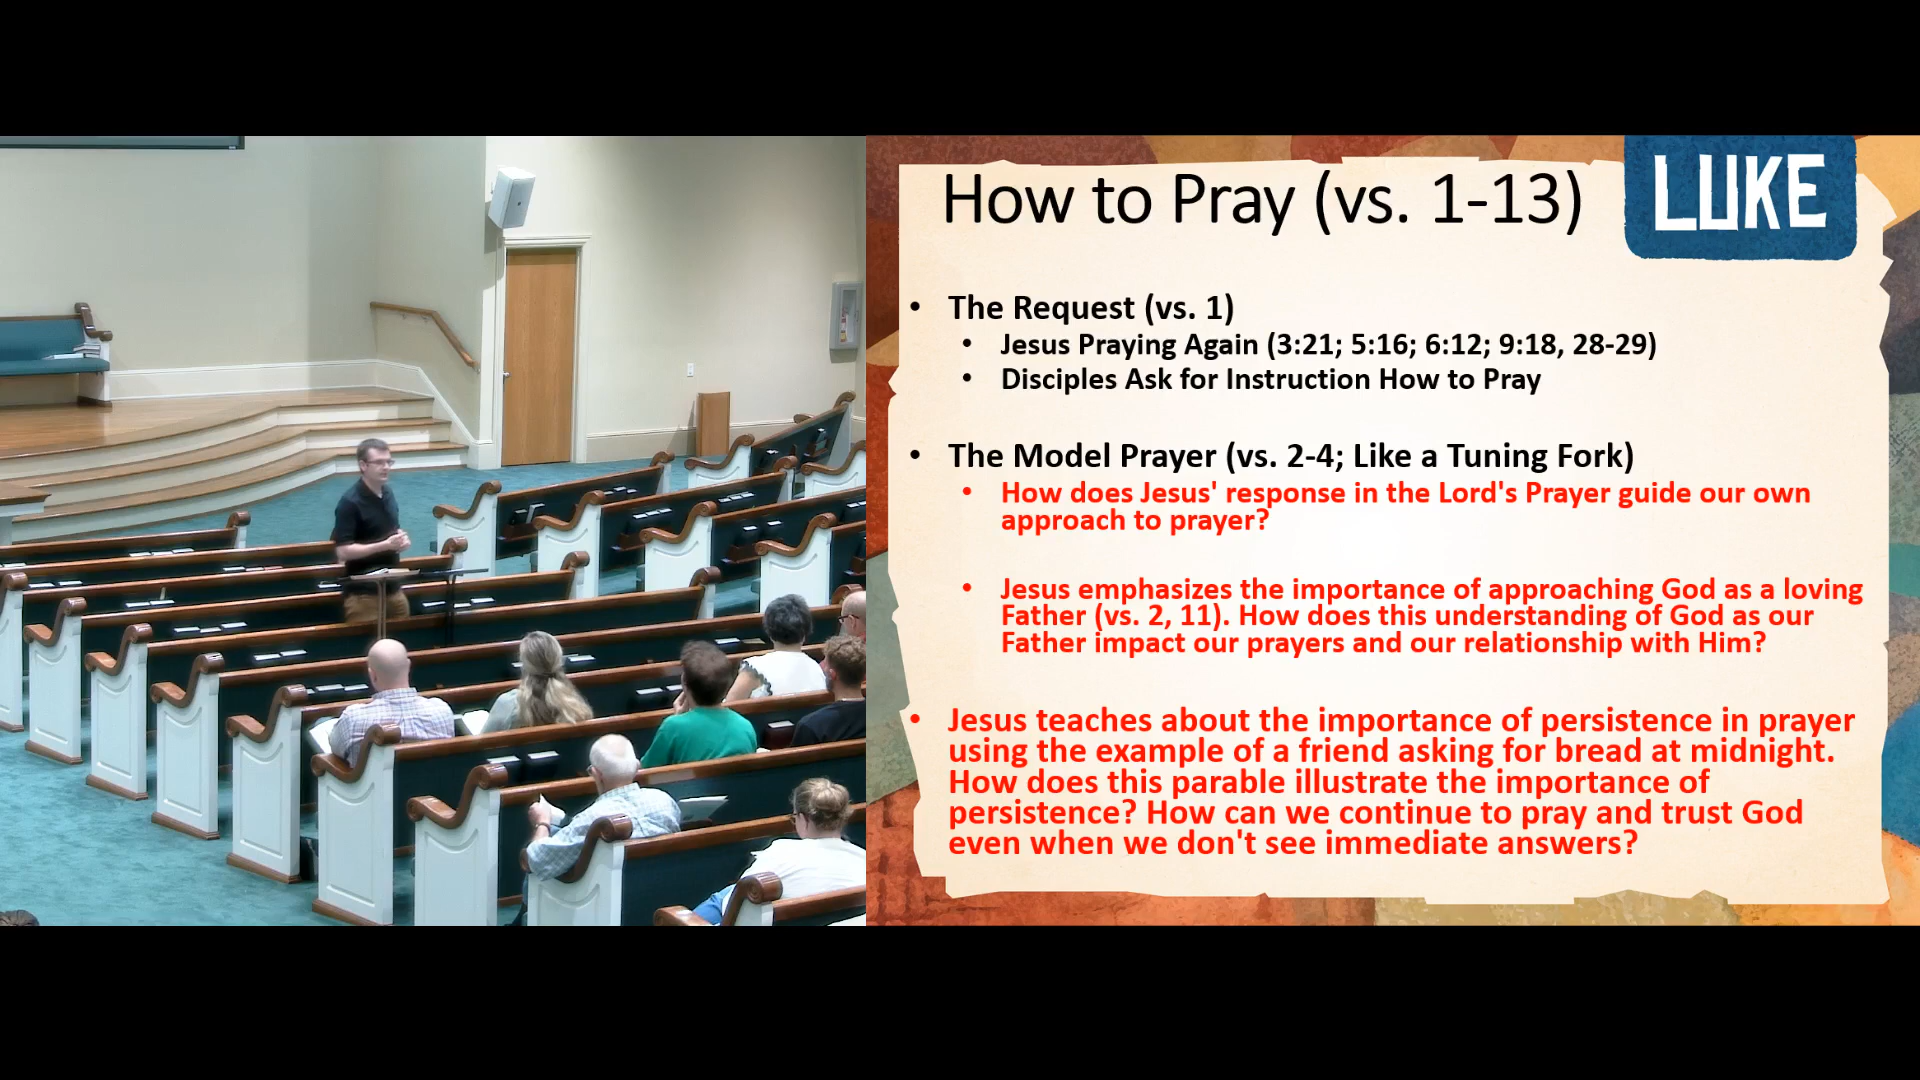 How to Pray (vs. 1-13)
LUKE
• The Request (vs. 1)
• Jesus Praying Again (3:21; 5:16; 6:12; 9:18, 28-29)
• Disciples Ask for Instruction How to Pray
• The Model Prayer (vs. 2-4; Like a Tuning Fork)
• How does Jesus' response in the Lord's Prayer guide our own
approach to prayer?
• Jesus emphasizes the importance of approaching God as a loving
Father (vs. 2, 11). How does this understanding of God as our
Father impact our prayers and our relationship with Him?
• Jesus teaches about the importance of persistence in prayer
using the example of a friend asking for bread at midnight.
How does this parable illustrate the importance of
persistence? How can we continue to pray and trust God
even when we don't see immediate answers?